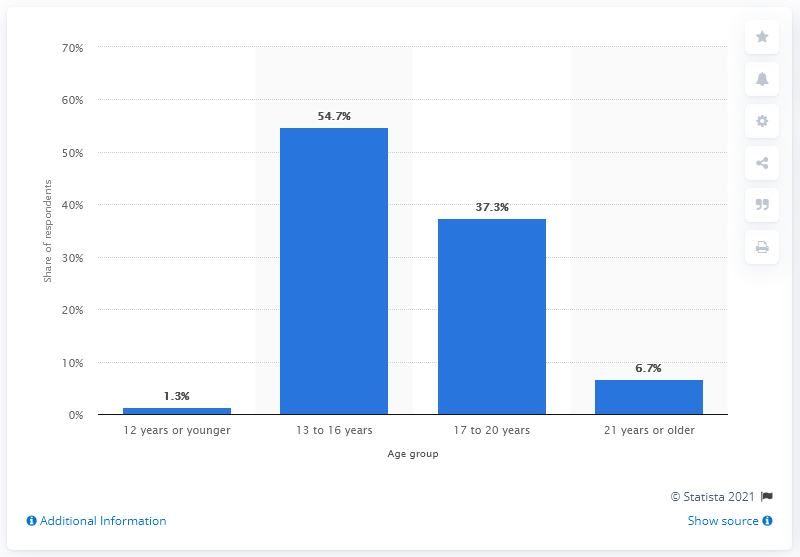 70%
60%
50%
40%
30%
20%
10%
0%
Share of respondents
1.3%
54.7%
37.3%
6.7%
12 years or younger
13 to 16 years
17 to 20 years
21 years or older
Age group
© Statista 2021
Additional Information
Show source